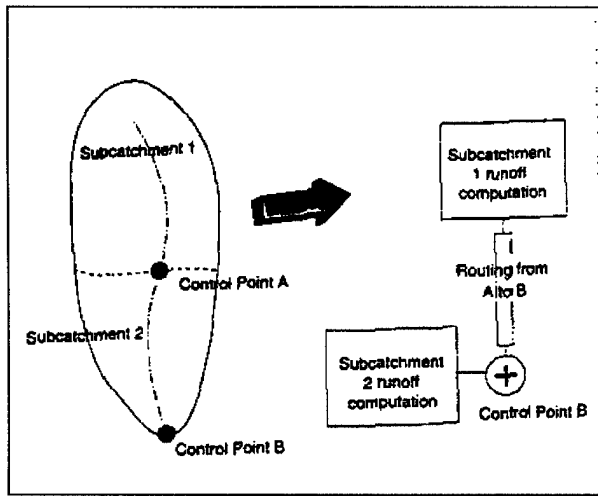 Subcatchment 1
Control Point A
Subcatchment 2
Control Point B
Subcatchment
1 runoff
computation
Routing from
A to B
Subcatchment
2 runoff
computation
+
Control Point B